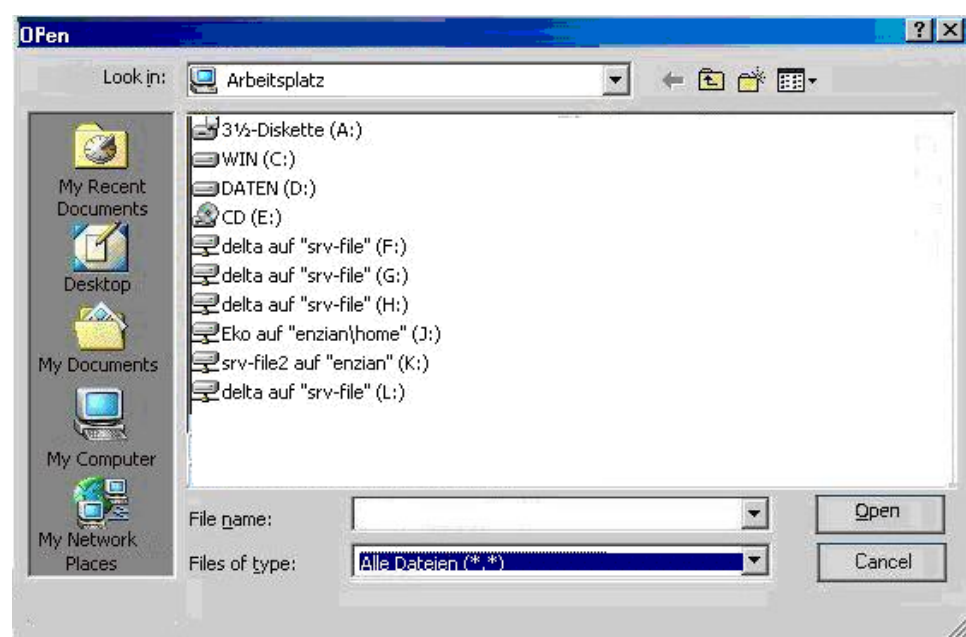 OPen
Look in:
Arbeitsplatz
My Recent
Documents
Desktop
My Documents
My Computer
My Network
Places
3½-Diskette (A:)
WIN (C:)
DATEN (D:)
CD (E:)
delta auf "srv-file" (F:)
delta auf "srv-file" (G:)
delta auf "srv-file" (H:)
Eko auf "enzian\home" (J:)
srv-file2 auf "enzian" (K:)
delta auf "srv-file" (L:)
File name:
Open
Files of type:
Alle Dateien (*.*)
Cancel